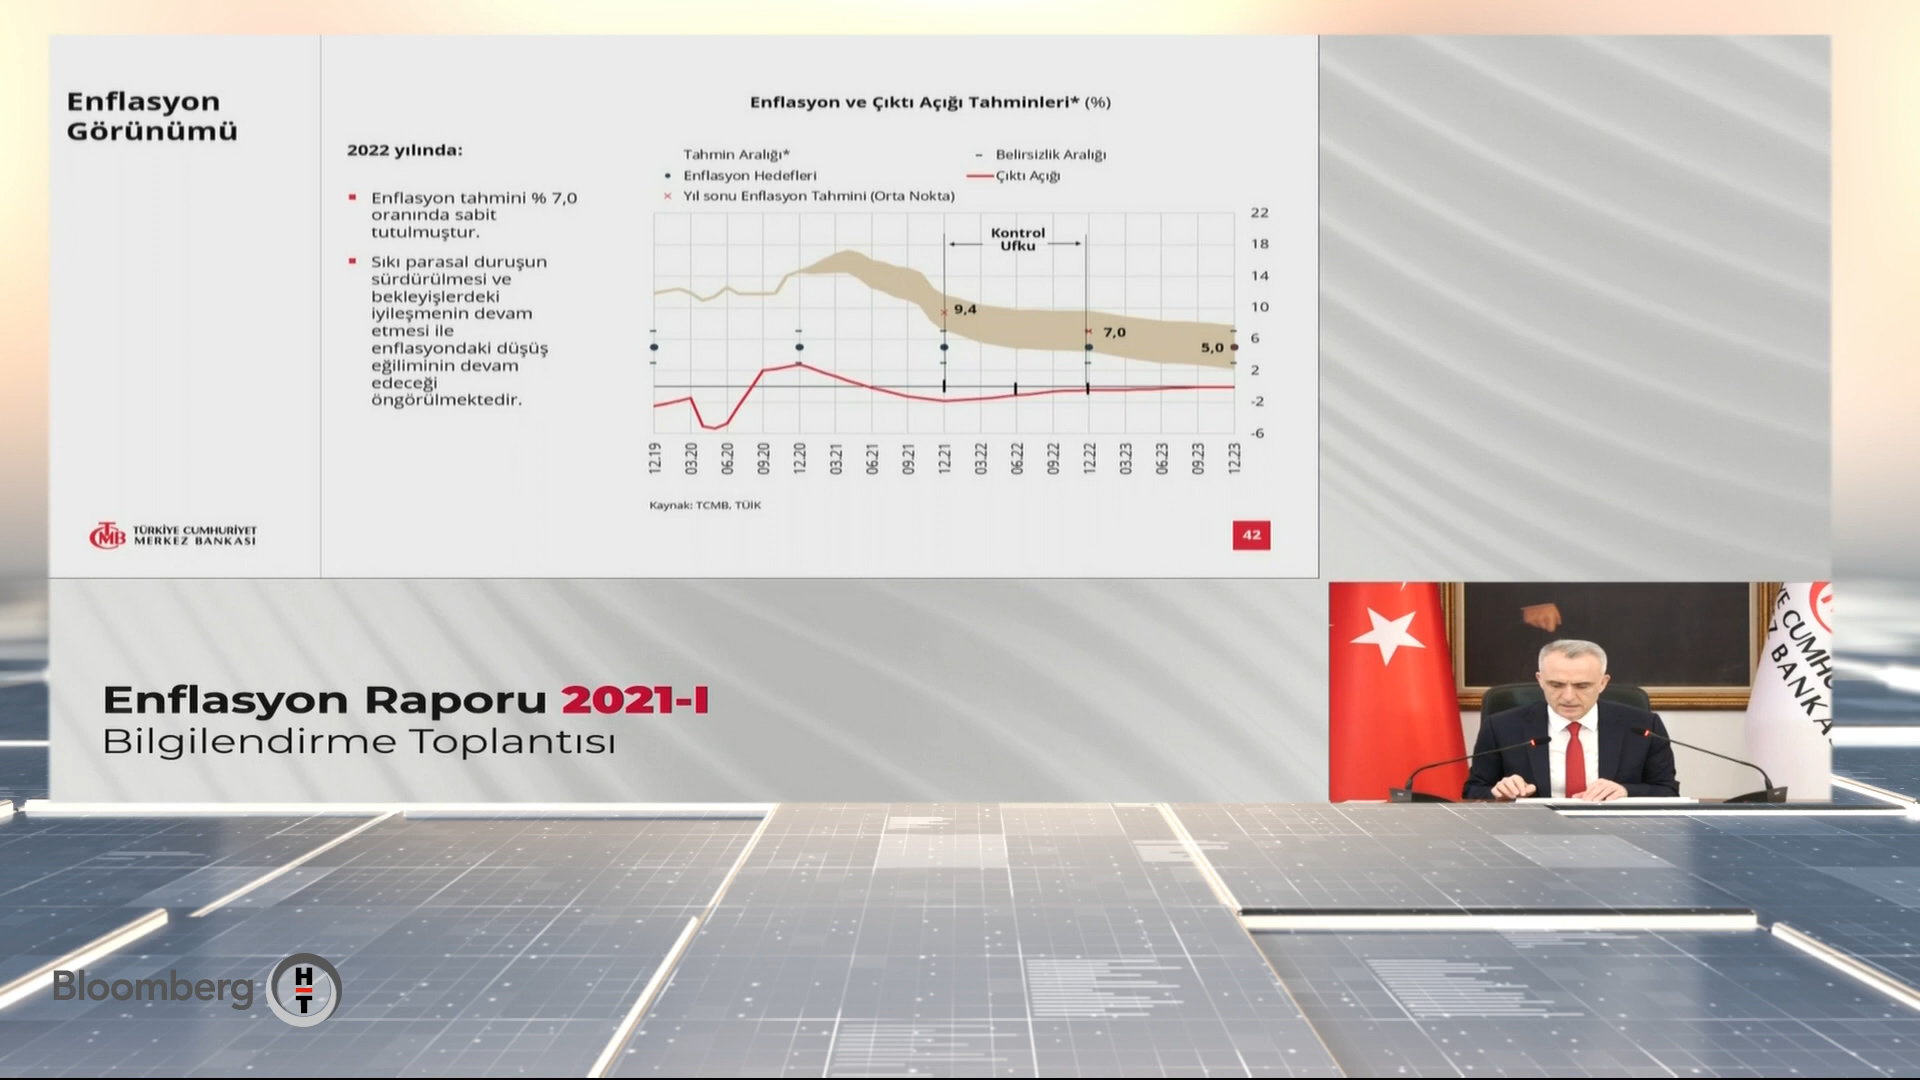 Enflasyon
Görünümü
2022 yılında:
Enflasyon tahmini % 7,0
oranında sabit
tutulmuştur.
Sıkı parasal duruşun
sürdürülmesi ve
bekleyişlerdeki
iyileşmenin devam
etmesi ile
enflasyondaki düşüş
eğiliminin devam
edeceği
öngörülmektedir.
Enflasyon ve Çıktı Açığı Tahminleri* (%)
Tahmin Aralığı*
Belirsizlik Aralığı
Enflasyon Hedefleri
Çıktı Açığı
Yıl sonu Enflasyon Tahmini (Orta Nokta)
Kontrol
Ufku
9,4
7,0
5,0
22
18
14
10
6
2
-2
-6
12.19
03.20
06.20
09.20
12.20
03.21
06.21
09.21
12.21
03.22
06.22
09.22
12.22
03.23
06.23
09.23
12.23
Kaynak: TCMB, TÜİK
42
TCMB
TÜRKİYE CUMHURİYET
MERKEZ BANKASI
Enflasyon Raporu 2021-I
Bilgilendirme Toplantısı
Bloomberg HT